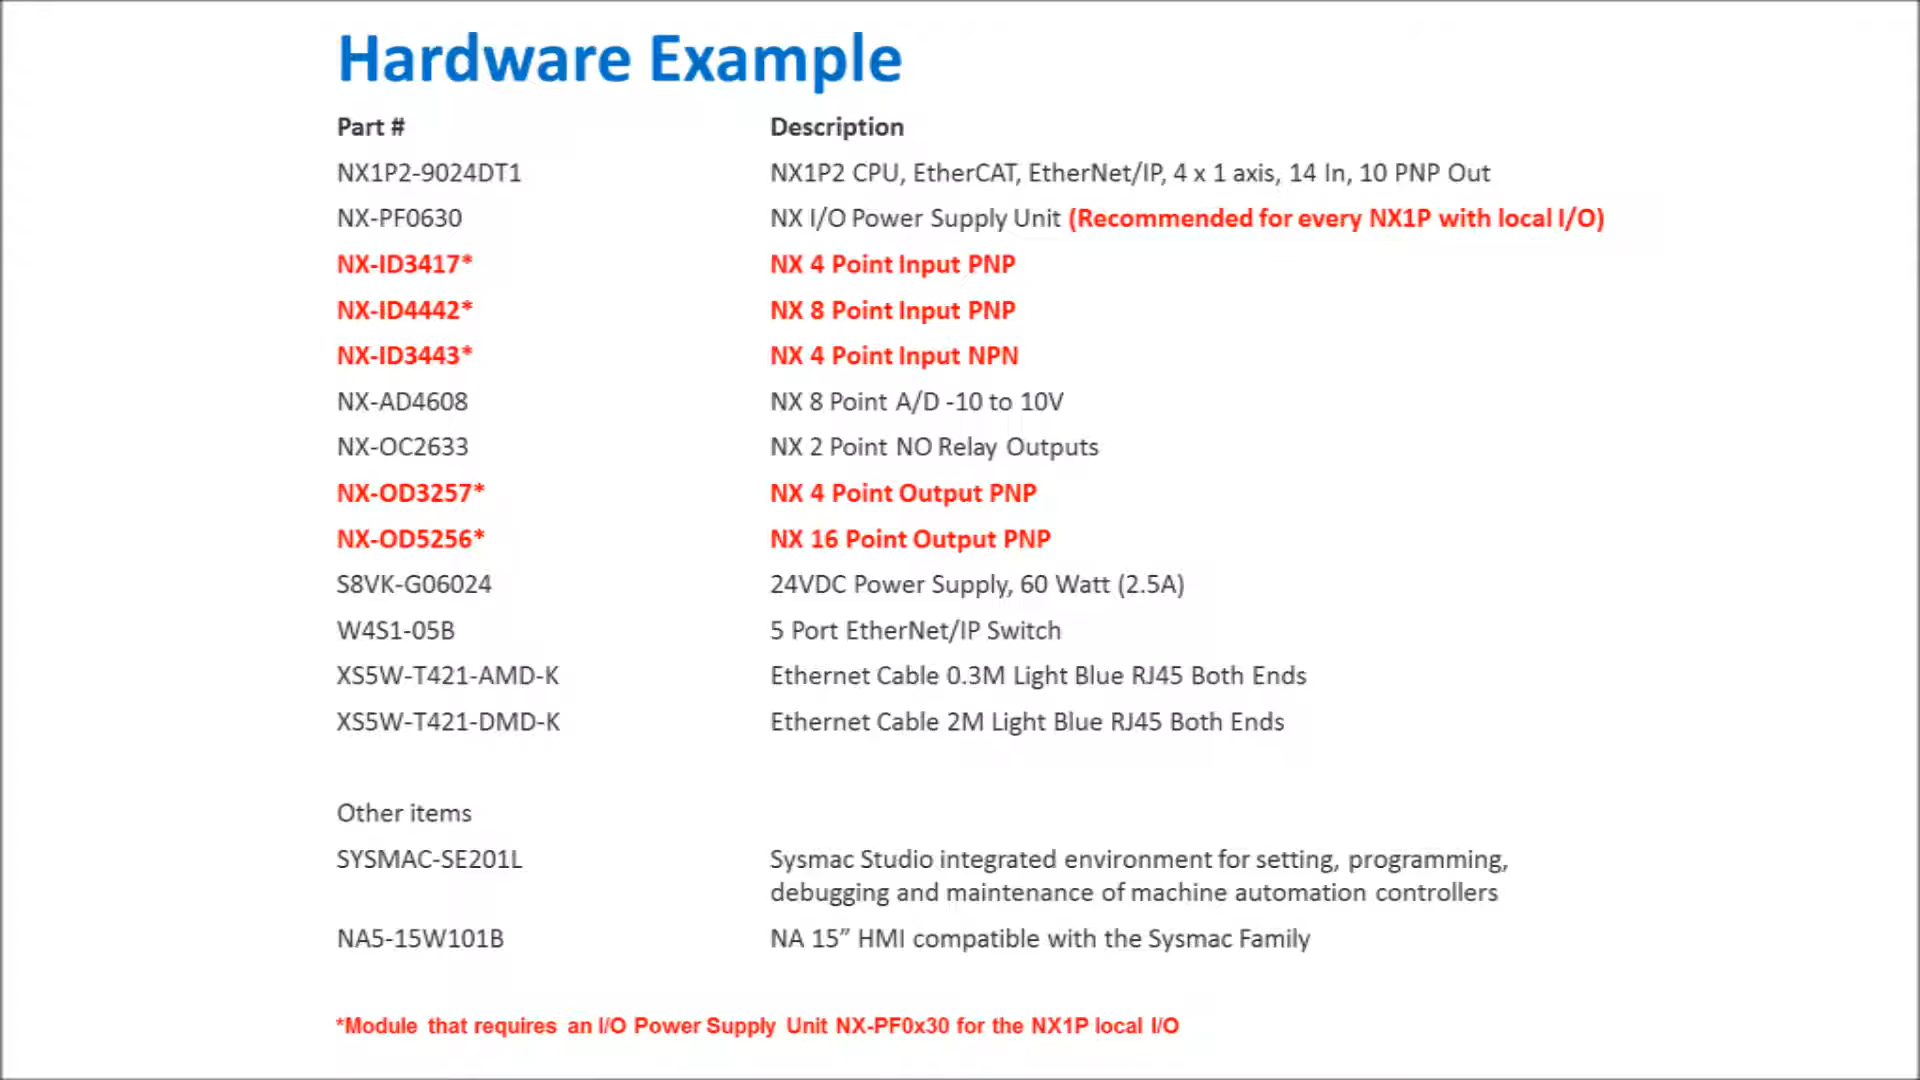 Hardware Example
Part # Description
NX1P2-9024DT1 NX1P2 CPU, EtherCAT, EtherNet/IP, 4 x 1 axis, 14 In, 10 PNP Out
NX-PF0630 NX I/O Power Supply Unit (Recommended for every NX1P with local I/O)
NX-ID3417* NX 4 Point Input PNP
NX-ID4442* NX 8 Point Input PNP
NX-ID3443* NX 4 Point Input NPN
NX-AD4608 NX 8 Point A/D -10 to 10V
NX-OC2633 NX 2 Point NO Relay Outputs
NX-OD3257* NX 4 Point Output PNP
NX-OD5256* NX 16 Point Output PNP
S8VK-G06024 24VDC Power Supply, 60 Watt (2.5A)
W4S1-05B 5 Port EtherNet/IP Switch
XS5W-T421-AMD-K Ethernet Cable 0.3M Light Blue RJ45 Both Ends
XS5W-T421-DMD-K Ethernet Cable 2M Light Blue RJ45 Both Ends
Other items
SYSMAC-SE201L Sysmac Studio integrated environment for setting, programming,
debugging and maintenance of machine automation controllers
NA5-15W101B NA 15” HMI compatible with the Sysmac Family
*Module that requires an I/O Power Supply Unit NX-PF0x30 for the NX1P local I/O